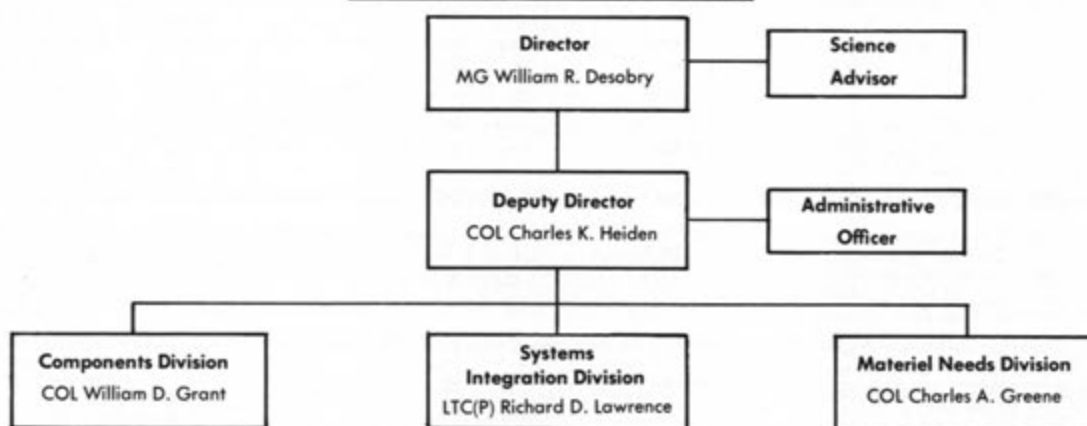 Director
MG William R. Desobry
Science
Advisor
Deputy Director
COL Charles K. Heiden
Administrative
Officer
Components Division
COL William D. Grant
Systems
Integration Division
LTC(P) Richard D. Lawrence
Materiel Needs Division
COL Charles A. Greene